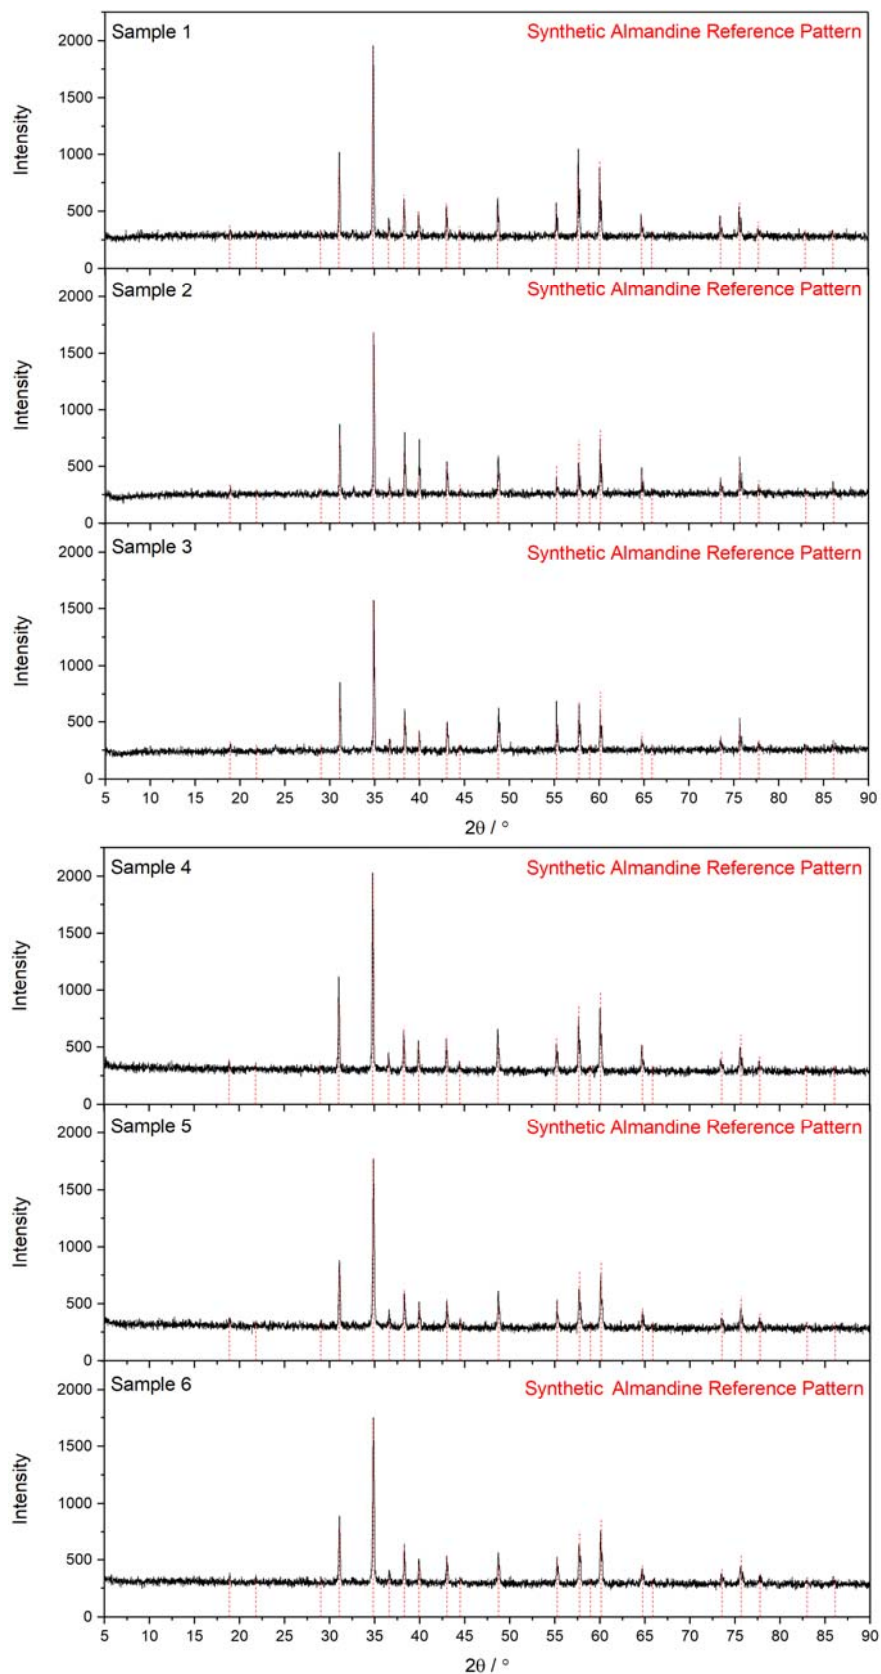 Sample 1 Synthetic Almandine Reference Pattern
2000
1500
1000
500
0
Intensity
Sample 2 Synthetic Almandine Reference Pattern
2000
1500
1000
500
0
Intensity
Sample 3 Synthetic Almandine Reference Pattern
2000
1500
1000
500
0
Intensity
5 10 15 20 25 30 35 40 45 50 55 60 65 70 75 80 85 90
2θ / °
Sample 4 Synthetic Almandine Reference Pattern
2000
1500
1000
500
0
Intensity
Sample 5 Synthetic Almandine Reference Pattern
2000
1500
1000
500
0
Intensity
Sample 6 Synthetic Almandine Reference Pattern
2000
1500
1000
500
0
Intensity
5 10 15 20 25 30 35 40 45 50 55 60 65 70 75 80 85 90
2θ / °